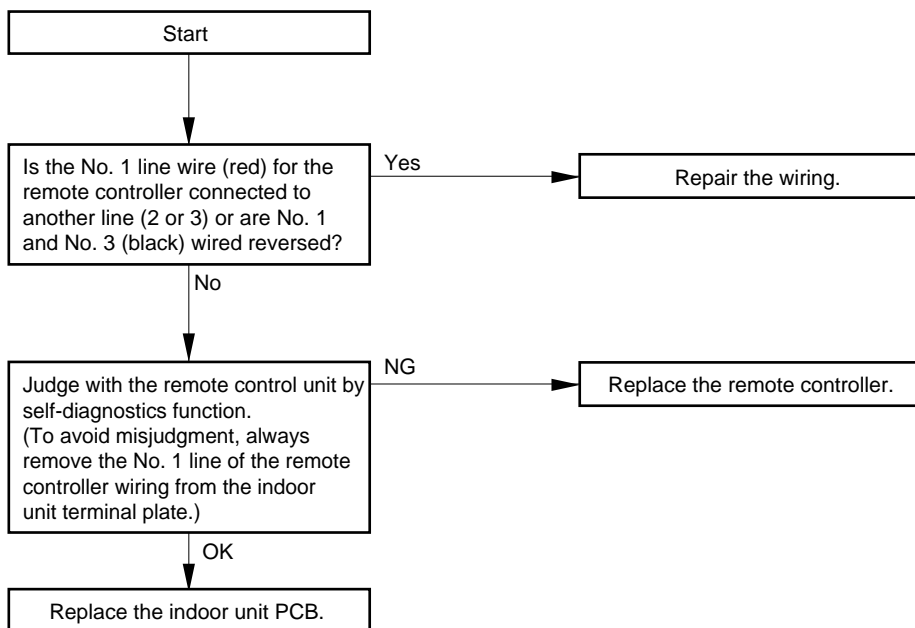 Start
Is the No. 1 line wire (red) for the
remote controller connected to
another line (2 or 3) or are No. 1
and No. 3 (black) wired reversed?
Yes
Repair the wiring.
No
Judge with the remote control unit by
self-diagnostics function.
(To avoid misjudgment, always
remove the No. 1 line of the remote
controller wiring from the indoor
unit terminal plate.)
NG
Replace the remote controller.
OK
Replace the indoor unit PCB.